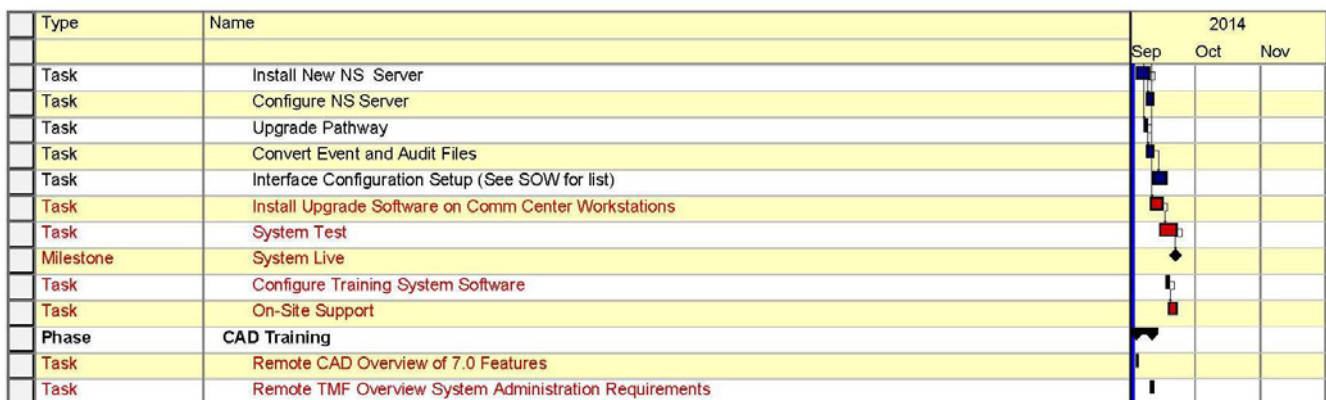 Type Name 2014
Sep Oct Nov
Task Install New NS Server
Task Configure NS Server
Task Upgrade Pathway
Task Convert Event and Audit Files
Task Interface Configuration Setup (See SOW for list)
Task Install Upgrade Software on Comm Center Workstations
Task System Test
Milestone System Live
Task Configure Training System Software
Task On-Site Support
Phase CAD Training
Task Remote CAD Overview of 7.0 Features
Task Remote TMF Overview System Administration Requirements